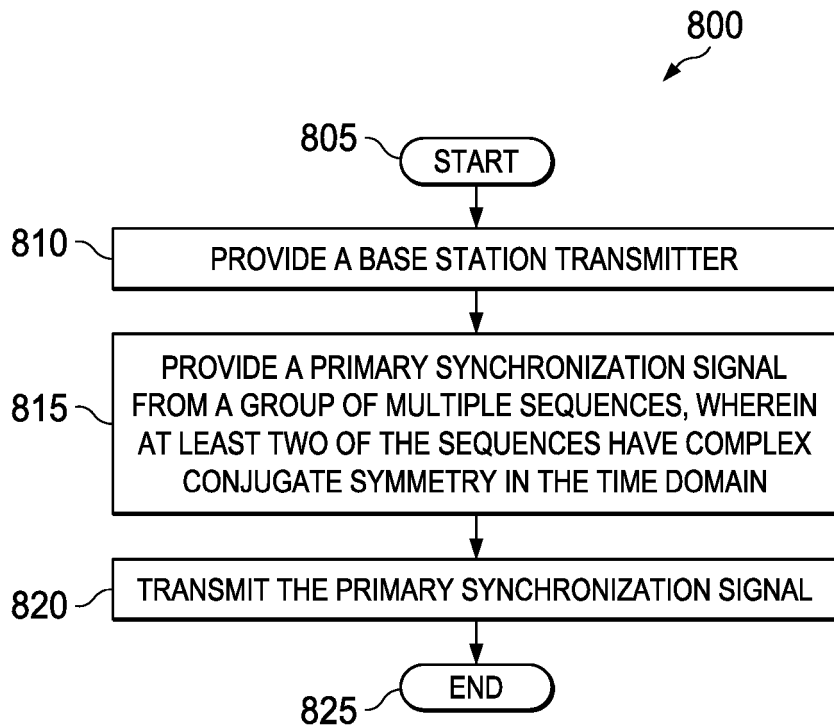 800
805
START
810
PROVIDE A BASE STATION TRANSMITTER
PROVIDE A PRIMARY SYNCHRONIZATION SIGNAL
815
FROM A GROUP OF MULTIPLE SEQUENCES, WHEREIN
AT LEAST TWO OF THE SEQUENCES HAVE COMPLEX
CONJUGATE SYMMETRY IN THE TIME DOMAIN
820
TRANSMIT THE PRIMARY SYNCHRONIZATION SIGNAL
END
825